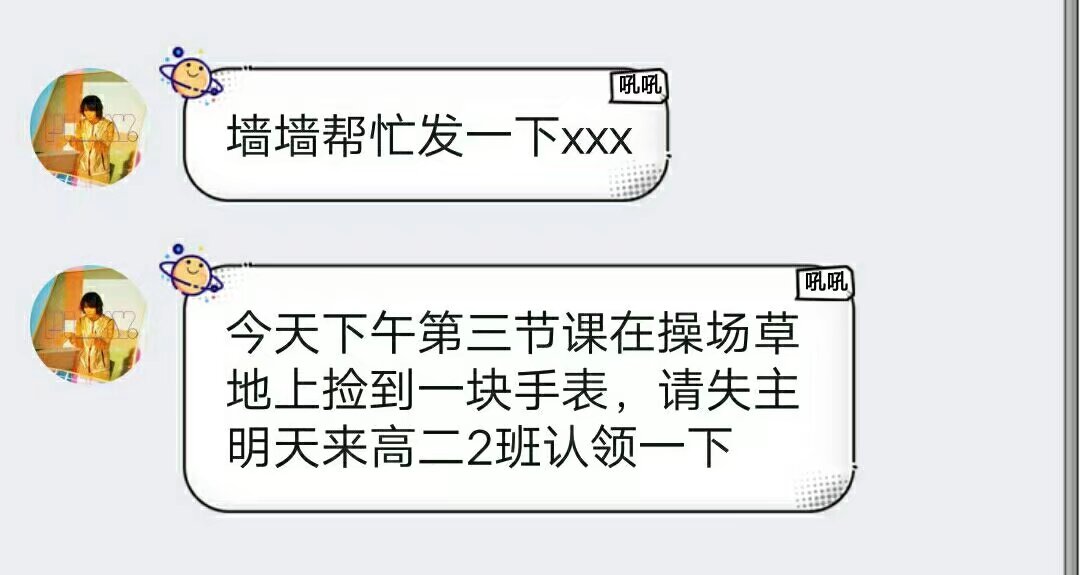 吼吼
墙墙帮忙发一下xxx
吼吼
今天下午第三节课在操场草
地上捡到一块手表，请失主
明天来高二2班认领一下